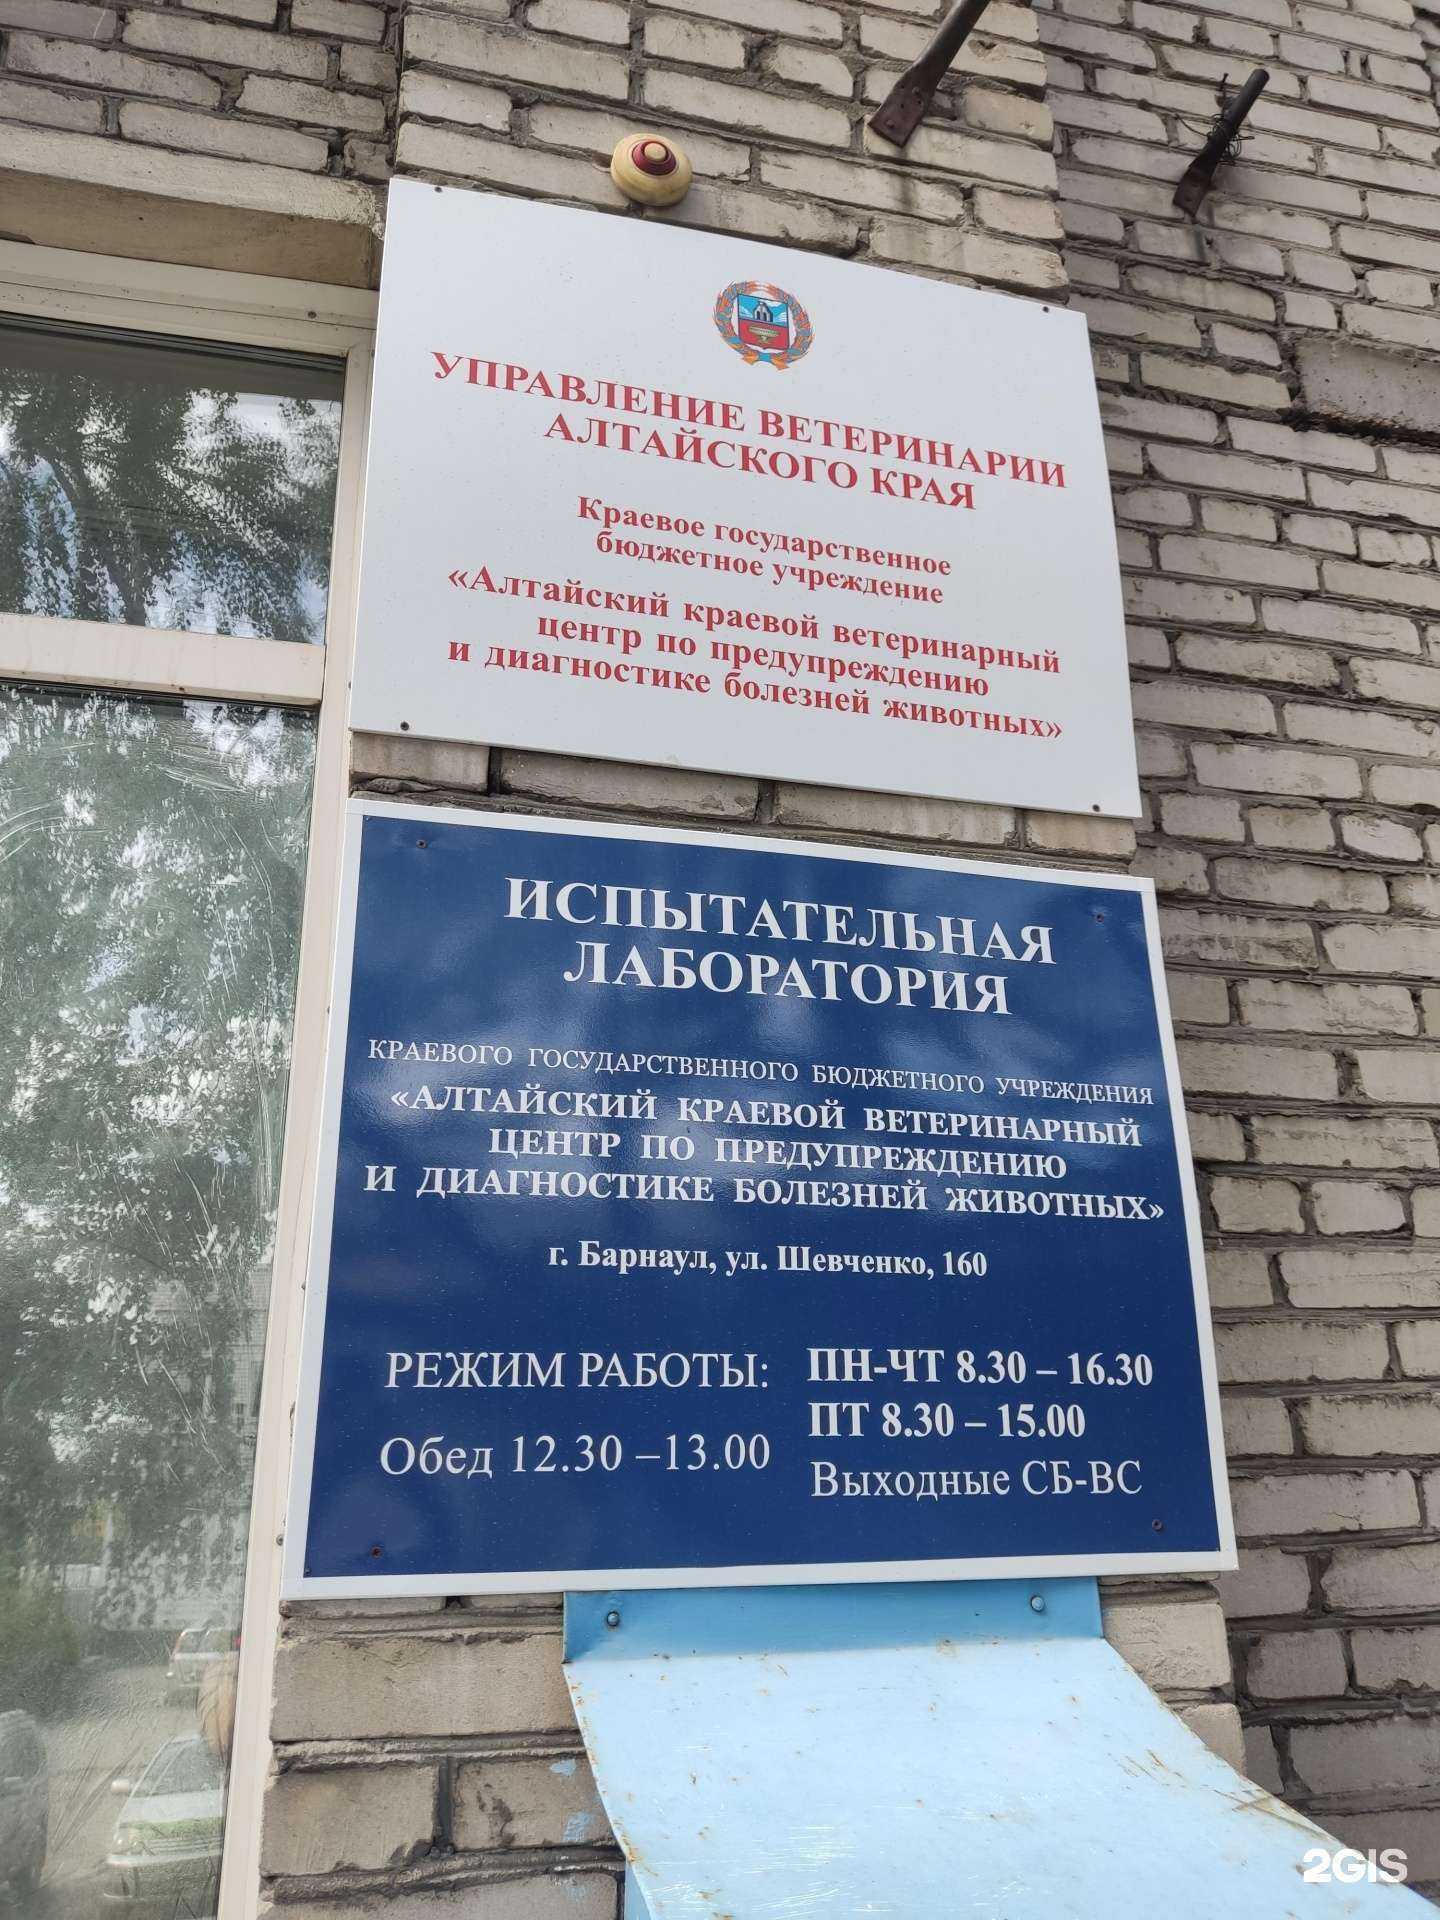 УПРАВЛЕНИЕ ВЕТЕРИНАРИИ
АЛТАЙСКОГО КРАЯ
Краевое государственное
бюджетное учреждение
«Алтайский краевой ветеринарный
центр по предупреждению
и диагностике болезней животных»
ИСПЫТАТЕЛЬНАЯ
ЛАБОРАТОРИЯ
КРАЕВОГО ГОСУДАРСТВЕННОГО БЮДЖЕТНОГО УЧРЕЖДЕНИЯ
«АЛТАЙСКИЙ КРАЕВОЙ ВЕТЕРИНАРНЫЙ
ЦЕНТР ПО ПРЕДУПРЕЖДЕНИЮ
И ДИАГНОСТИКЕ БОЛЕЗНЕЙ ЖИВОТНЫХ»
г. Барнаул, ул. Шевченко, 160
РЕЖИМ РАБОТЫ: ПН-ЧТ 8.30 – 16.30
ПТ 8.30 – 15.00
Обед 12.30 –13.00
Выходные СБ-ВС
2GIS